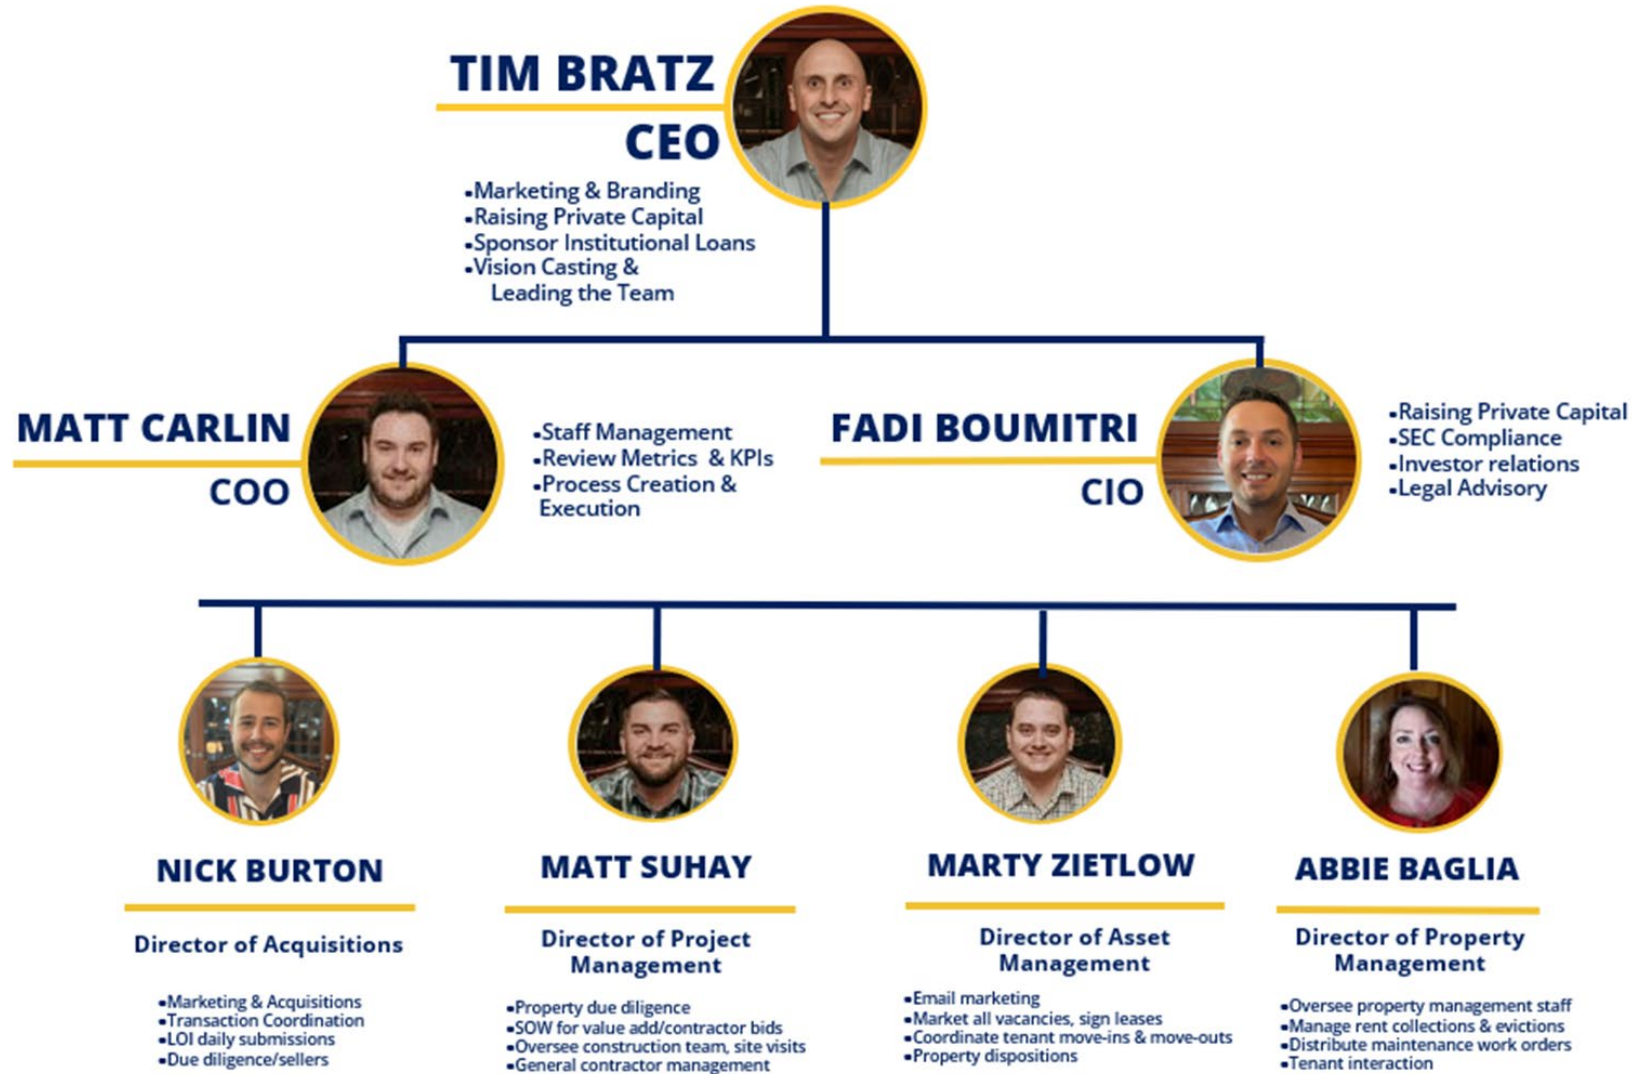 TIM BRATZ
CEO
▪Marketing & Branding
▪Raising Private Capital
▪Sponsor Institutional Loans
▪Vision Casting &
Leading the Team
MATT CARLIN
COO
▪Staff Management
▪Review Metrics & KPIs
▪Process Creation &
Execution
FADI BOUMITRI
CIO
▪Raising Private Capital
▪SEC Compliance
▪Investor relations
▪Legal Advisory
NICK BURTON
Director of Acquisitions
▪Marketing & Acquisitions
▪Transaction Coordination
▪LOI daily submissions
▪Due diligence/sellers
MATT SUHAY
Director of Project
Management
▪Property due diligence
▪SOW for value add/contractor bids
▪Oversee construction team, site visits
▪General contractor management
MARTY ZIETLOW
Director of Asset
Management
▪Email marketing
▪Market all vacancies, sign leases
▪Coordinate tenant move-ins & move-outs
▪Property dispositions
ABBIE BAGLIA
Director of Property
Management
▪Oversee property management staff
▪Manage rent collections & evictions
▪Distribute maintenance work orders
▪Tenant interaction